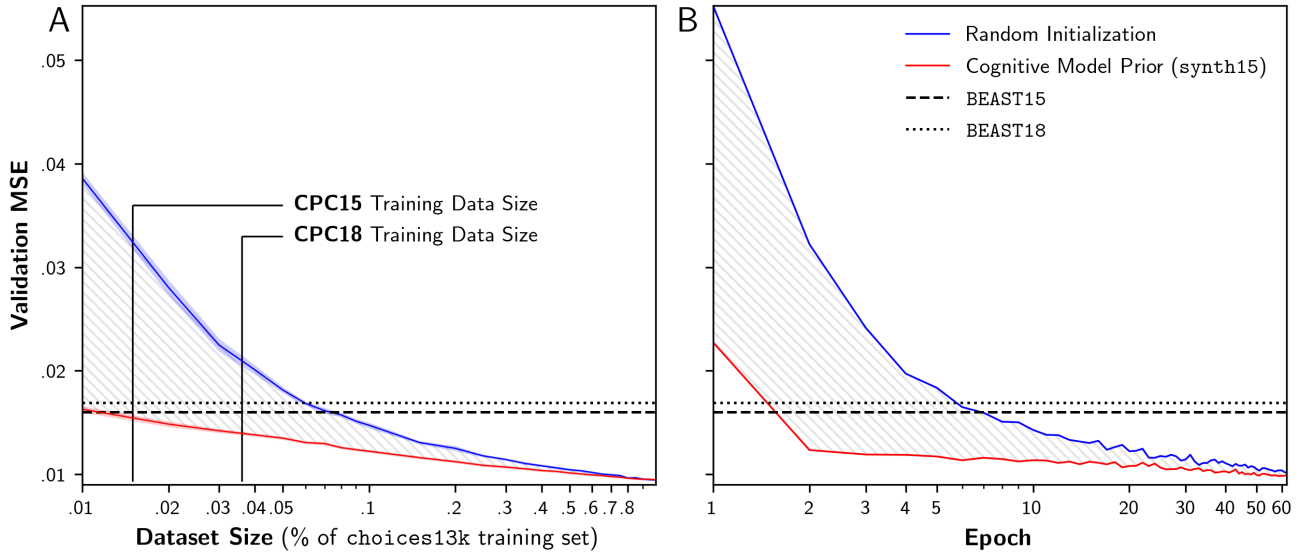 A
Validation MSE
.05
.04
.03
.02
.01
CPC15 Training Data Size
CPC18 Training Data Size
.01 .02 .03 .04 .05 .1 .2 .3 .4 .5 .6 .7 .8
Dataset Size (% of choices13k training set)
B
Random Initialization
Cognitive Model Prior (synth15)
BEAST15
BEAST18
1 2 3 4 5 10 20 30 40 50 60
Epoch